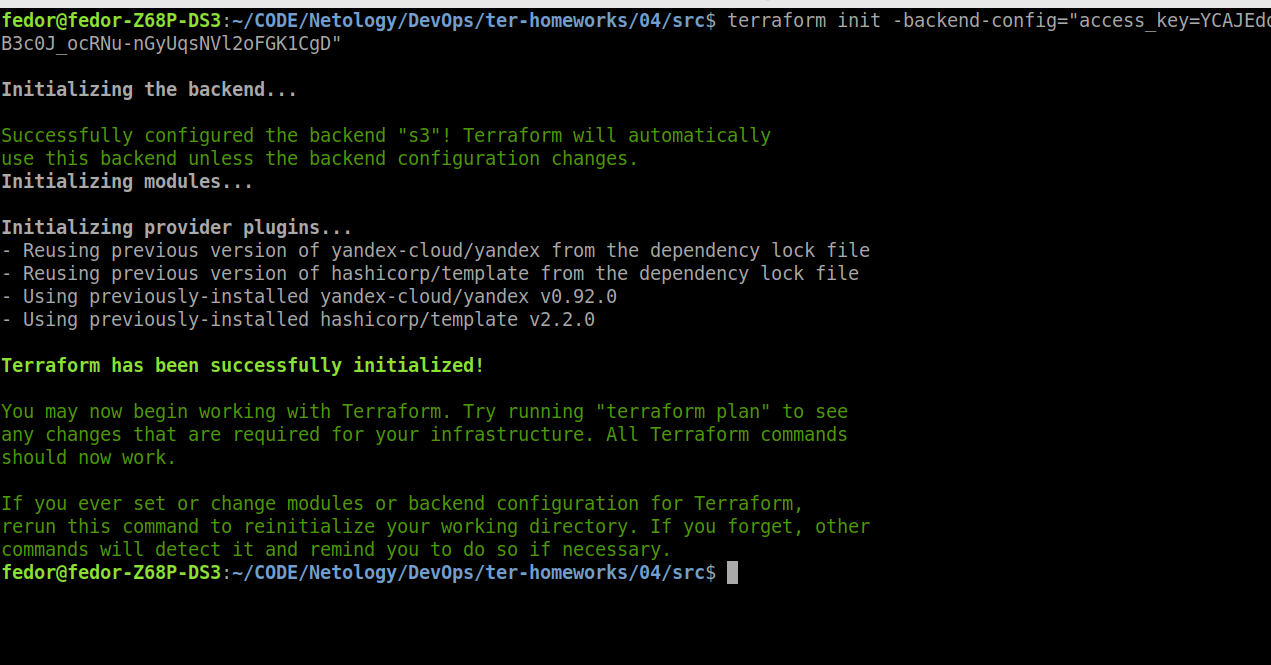 fedor@fedor-Z68P-DS3:~/CODE/Netology/DevOps/ter-homeworks/04/src$ terraform init -backend-config="access_key=YCAJEdd
B3c0J_ocRNu-nGyUqsNVl2oFGK1CgD"
Initializing the backend...
Successfully configured the backend "s3"! Terraform will automatically
use this backend unless the backend configuration changes.
Initializing modules...
Initializing provider plugins...
- Reusing previous version of yandex-cloud/yandex from the dependency lock file
- Reusing previous version of hashicorp/template from the dependency lock file
- Using previously-installed yandex-cloud/yandex v0.92.0
- Using previously-installed hashicorp/template v2.2.0
Terraform has been successfully initialized!
You may now begin working with Terraform. Try running "terraform plan" to see
any changes that are required for your infrastructure. All Terraform commands
should now work.
If you ever set or change modules or backend configuration for Terraform,
rerun this command to reinitialize your working directory. If you forget, other
commands will detect it and remind you to do so if necessary.
fedor@fedor-Z68P-DS3:~/CODE/Netology/DevOps/ter-homeworks/04/src$